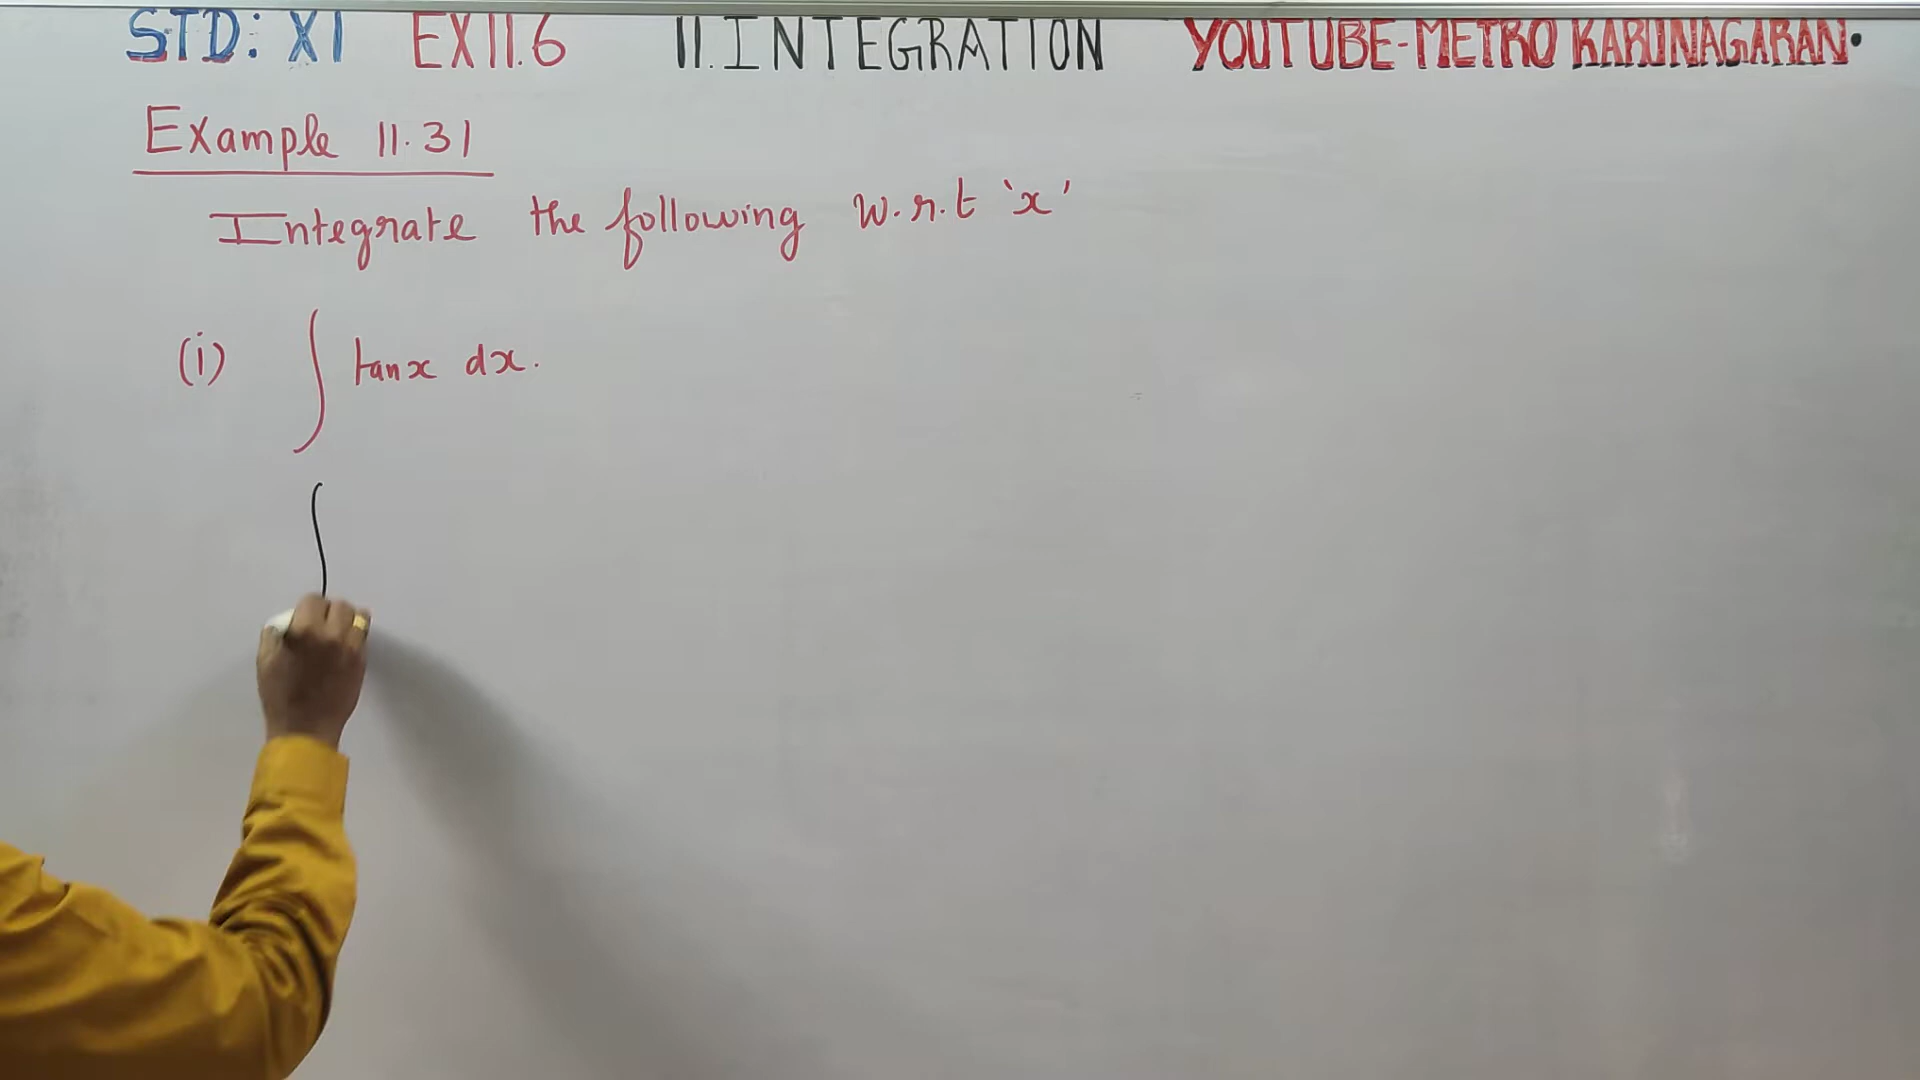 STD: XI EX11.6 11.INTEGRATION YOUTUBE-METRO KARUNAGARAN.
Example 11.31
Integrate the following w.r.t 'x'
(i) ∫ tanx dx.
∫